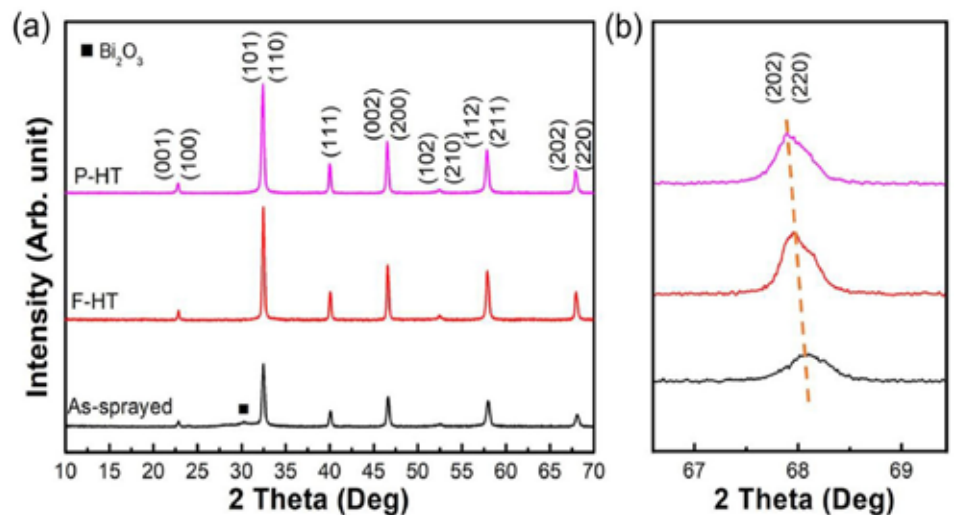 (a)
■ Bi₂O₃
(001)
(100)
(101)
(110)
(111)
(002)
(200)
(102)
(210)
(112)
(211)
(202)
(220)
P-HT
F-HT
As-sprayed
Intensity (Arb. unit)
10 15 20 25 30 35 40 45 50 55 60 65 70
2 Theta (Deg)
(b)
(202)
(220)
67 68 69
2 Theta (Deg)